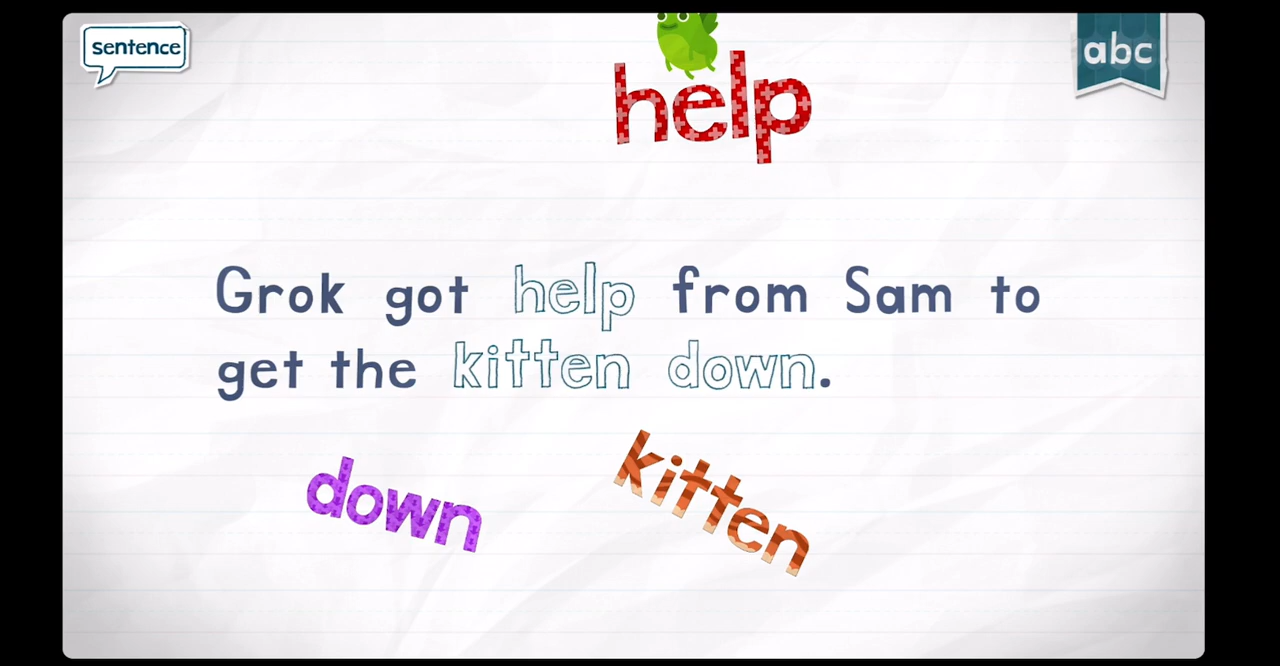 sentence
abc
help
Grok got help from Sam to
get the kitten down.
down
kitten